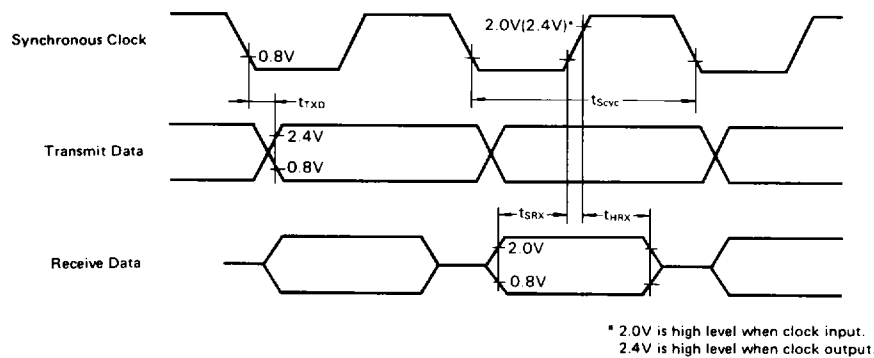 2.0V(2.4V)*
Synchronous Clock
0.8V
tTXD
tScyc
2.4V
Transmit Data
0.8V
tSRX
tHRX
2.0V
Receive Data
0.8V
* 2.0V is high level when clock input.
2.4V is high level when clock output.